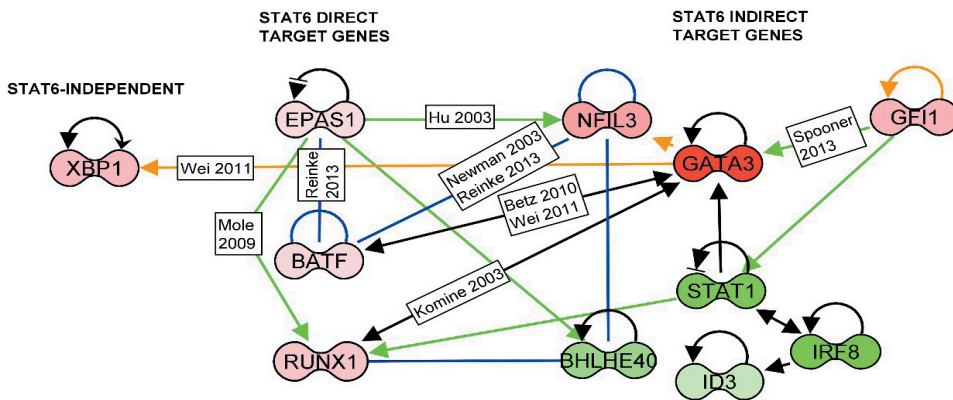 STAT6 DIRECT
TARGET GENES
STAT6 INDIRECT
TARGET GENES
STAT6-INDEPENDENT
EPAS1
Hu 2003
NFIL3
GFI1
XBP1
Wei 2011
Reinke
2013
Newman 2003
Reinke 2013
GATA3
Spooner
2013
Betz 2010
Wei 2011
Mole
2009
BATF
Komine 2003
STAT1
RUNX1
BHLHE40
IRF8
ID3